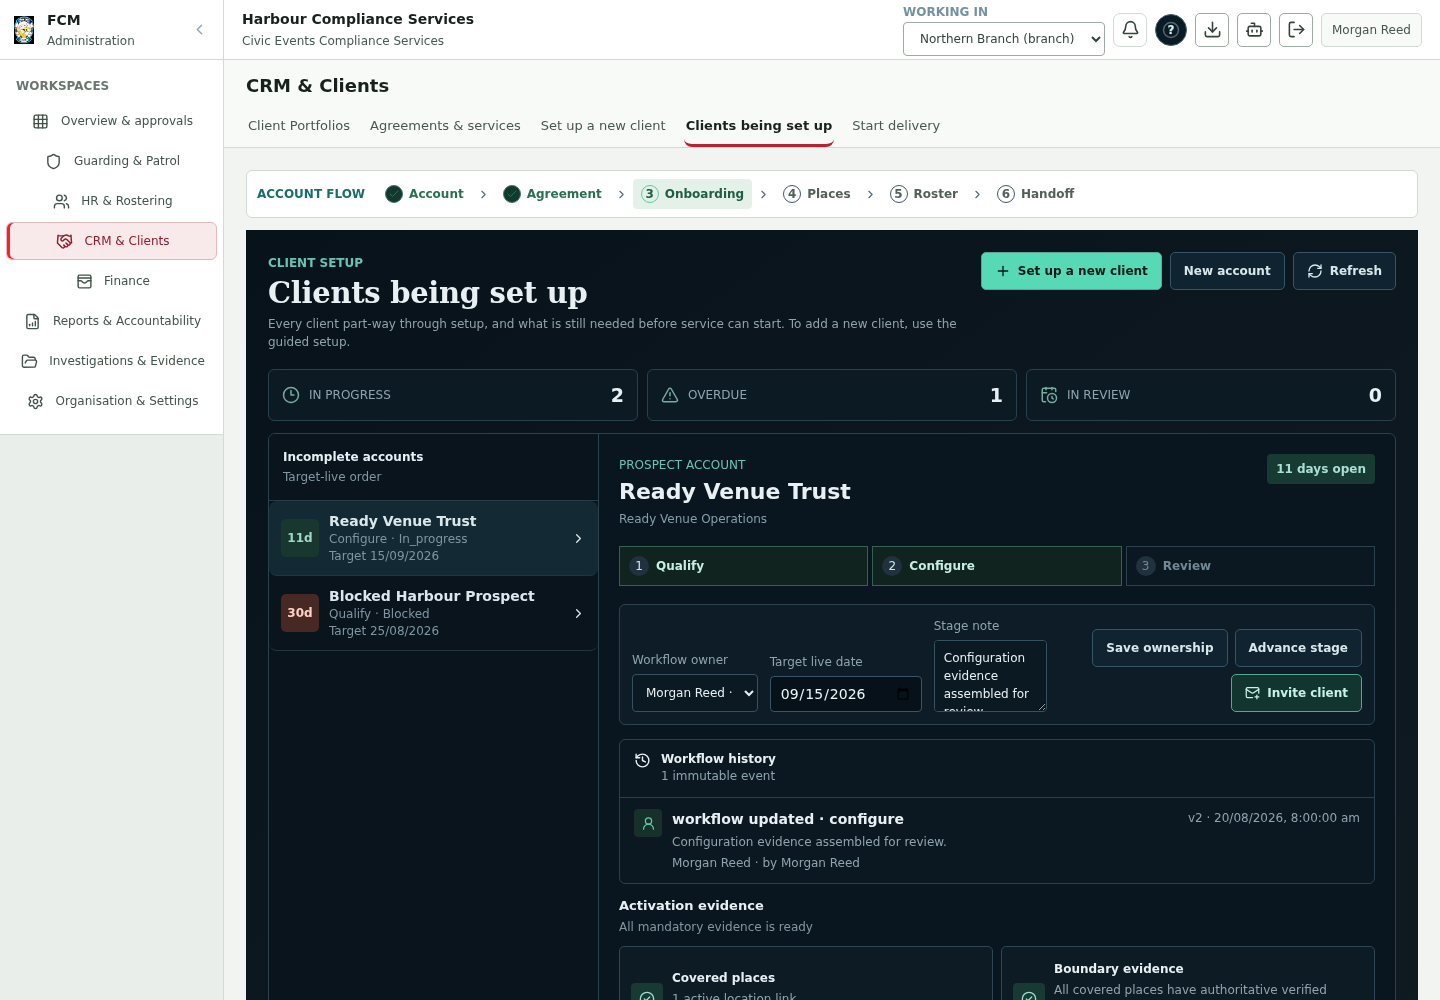 FCM
Administration
WORKSPACES
Overview & approvals
Guarding & Patrol
HR & Rostering
CRM & Clients
Finance
Reports & Accountability
Investigations & Evidence
Organisation & Settings
Harbour Compliance Services
Civic Events Compliance Services
WORKING IN
Northern Branch (branch)
?
Morgan Reed
CRM & Clients
Client Portfolios
Agreements & services
Set up a new client
Clients being set up
Start delivery
ACCOUNT FLOW
Account
Agreement
3 Onboarding
4 Places
5 Roster
6 Handoff
CLIENT SETUP
Clients being set up
Every client part-way through setup, and what is still needed before service can start. To add a new client, use the
guided setup.
Set up a new client
New account
Refresh
IN PROGRESS 2
OVERDUE 1
IN REVIEW 0
Incomplete accounts
Target-live order
11d
Ready Venue Trust
Configure · In_progress
Target 15/09/2026
30d
Blocked Harbour Prospect
Qualify · Blocked
Target 25/08/2026
PROSPECT ACCOUNT
Ready Venue Trust
Ready Venue Operations
11 days open
1 Qualify
2 Configure
3 Review
Workflow owner
Morgan Reed ·
Target live date
09/15/2026
Stage note
Configuration
evidence
assembled for
review.
Save ownership
Advance stage
Invite client
Workflow history
1 immutable event
workflow updated · configure
v2 · 20/08/2026, 8:00:00 am
Configuration evidence assembled for review.
Morgan Reed · by Morgan Reed
Activation evidence
All mandatory evidence is ready
Covered places
1 active location link
Boundary evidence
All covered places have authoritative verified